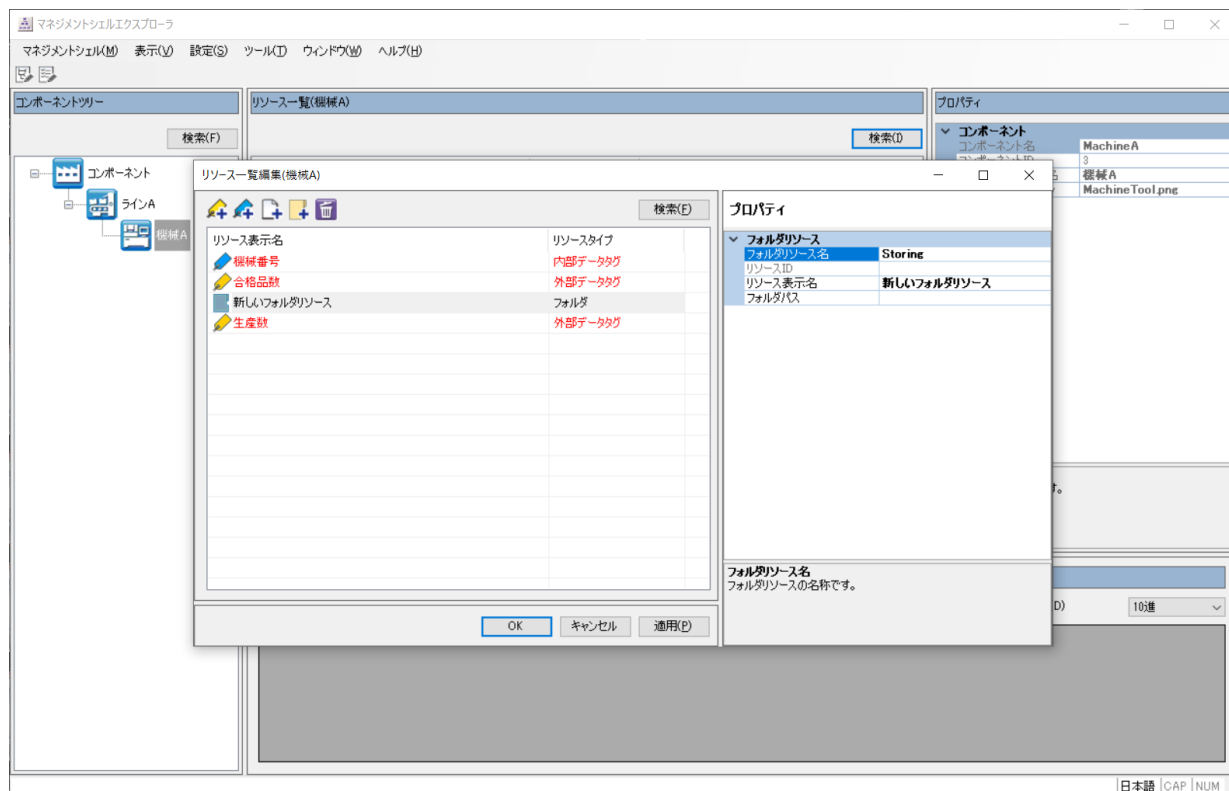 マネジメントシェルエクスプローラ
マネジメントシェル(M) 表示(V) 設定(S) ツール(T) ウィンドウ(W) ヘルプ(H)
コンポーネントツリー
検索(F)
コンポーネント
ラインA
機械A
リソース一覧(機械A)
検索(I)
プロパティ
コンポーネント
コンポーネント名 MachineA
3
機械A
MachineTool.png
リソース一覧編集(機械A)
検索(F)
リソース表示名 リソースタイプ
機械番号 内部データタグ
合格品数 外部データタグ
新しいフォルダリソース フォルダ
生産数 外部データタグ
OK キャンセル 適用(P)
プロパティ
フォルダリソース
フォルダリソース名 Storing
リソースID
リソース表示名 新しいフォルダリソース
フォルダパス
フォルダリソース名
フォルダリソースの名称です。
す。
D) 10進
日本語 CAP NUM